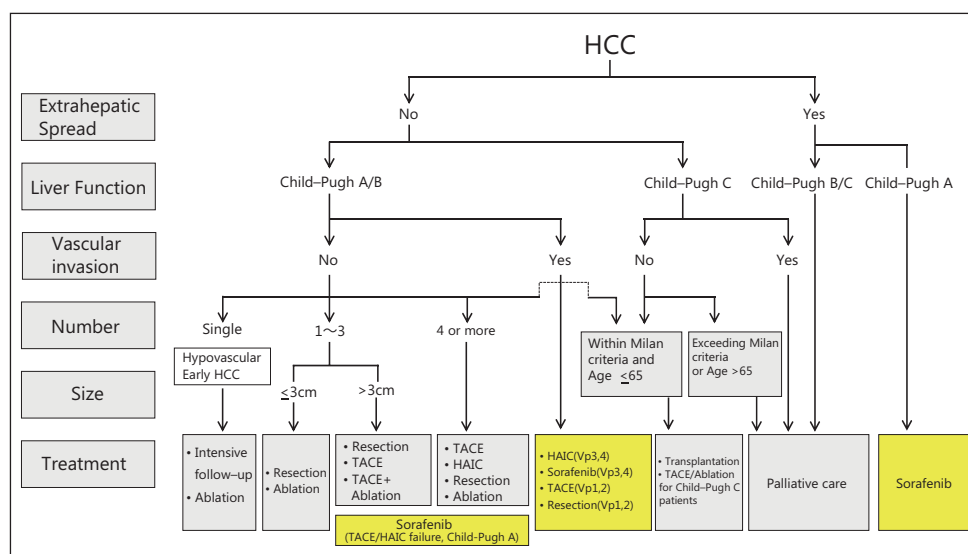 HCC
Extrahepatic
Spread
No
Yes
Liver Function
Child–Pugh A/B
Child–Pugh C
Child–Pugh B/C
Child–Pugh A
Vascular
invasion
No
Yes
No
Yes
Number
Single
1～3
4 or more
Within Milan
criteria and
Age ≤65
Exceeding Milan
criteria
or Age >65
Hypovascular
Early HCC
Size
≤3cm
>3cm
Treatment
• Intensive
follow–up
• Ablation
• Resection
• Ablation
• Resection
• TACE
• TACE+
Ablation
• TACE
• HAIC
• Resection
• Ablation
• HAIC(Vp3,4)
• Sorafenib(Vp3,4)
• TACE(Vp1,2)
• Resection(Vp1,2)
• Transplantation
• TACE/Ablation
for Child–Pugh C
patients
Palliative care
Sorafenib
Sorafenib
(TACE/HAIC failure, Child-Pugh A)